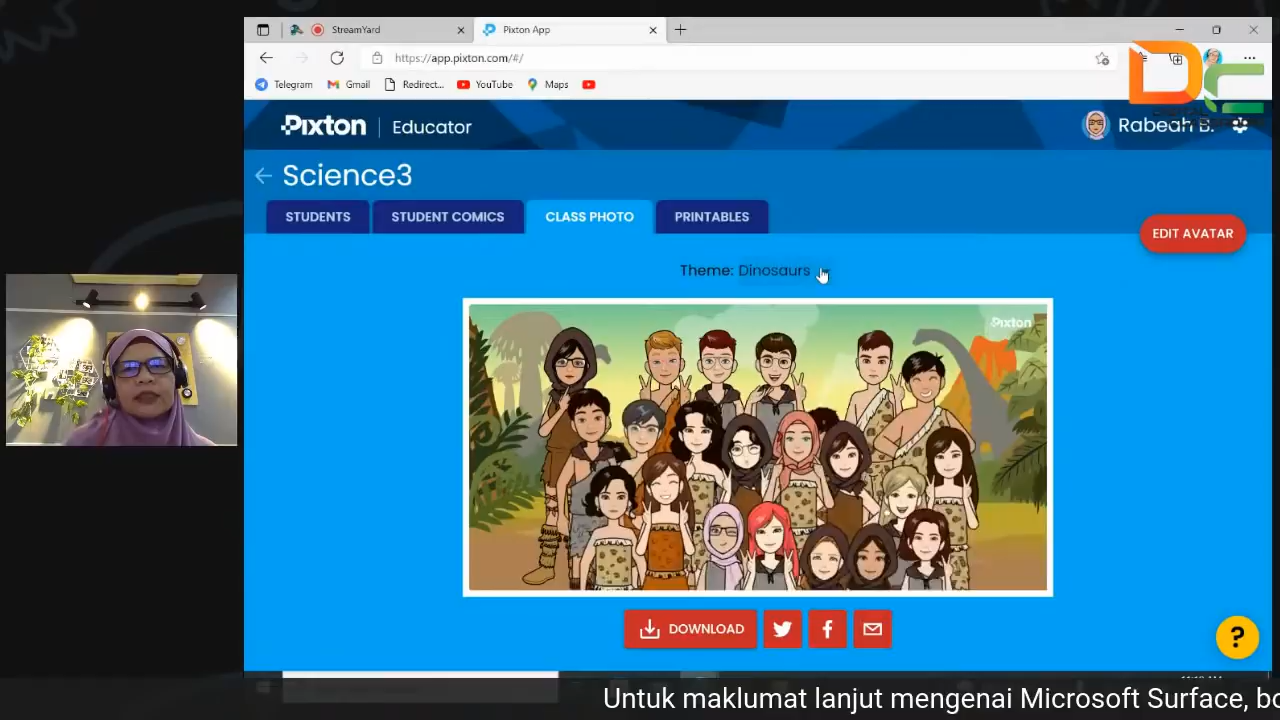 StreamYard
Pixton App
https://app.pixton.com/#/
Telegram
Gmail
Redirect...
YouTube
Maps
Pixton
Educator
Rabeah B.
Science3
STUDENTS
STUDENT COMICS
CLASS PHOTO
PRINTABLES
EDIT AVATAR
Theme: Dinosaurs
Pixton
DOWNLOAD
?
Untuk maklumat lanjut mengenai Microsoft Surface, bo